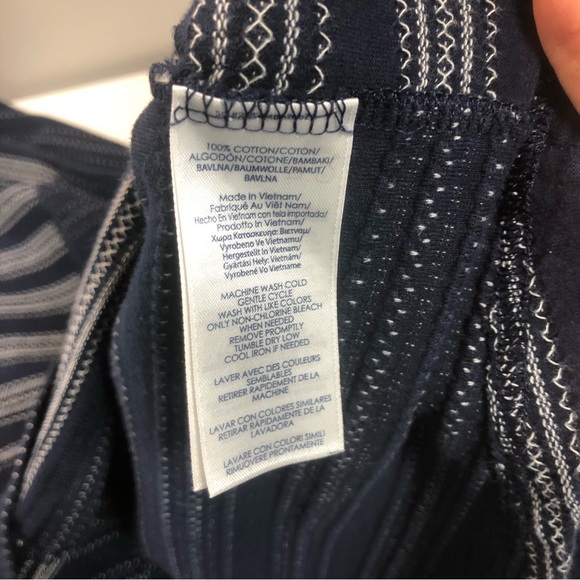 100% COTTON/COTON/
ALGODÓN/COTONE/BAMBAKI/
BAVLNA/BAUMWOLLE/PAMUT/
BAVLNA
Made in Vietnam/
Fabriqué Au Viêt Nam/
Hecho En Vietnam con tela importada/
Prodotto in Vietnam/
Χωρα Κατασκευησ: Βιετναμ/
Vyrobeno Ve Vietnamu/
Hergestellt in Vietnam/
Gyártási Hely: Vietnám/
Vyrobené Vo Vietname
MACHINE WASH COLD
GENTLE CYCLE
WASH WITH LIKE COLORS
ONLY NON-CHLORINE BLEACH
WHEN NEEDED
REMOVE PROMPTLY
TUMBLE DRY LOW
COOL IRON IF NEEDED
LAVER AVEC DES COULEURS
SEMBLABLES
RETIRER RAPIDEMENT DE LA
MACHINE
LAVAR CON COLORES SIMILARES
RETIRAR RÁPIDAMENTE DE LA
LAVADORA
LAVARE CON COLORI SIMILI
RIMUOVERE PRONTAMENTE